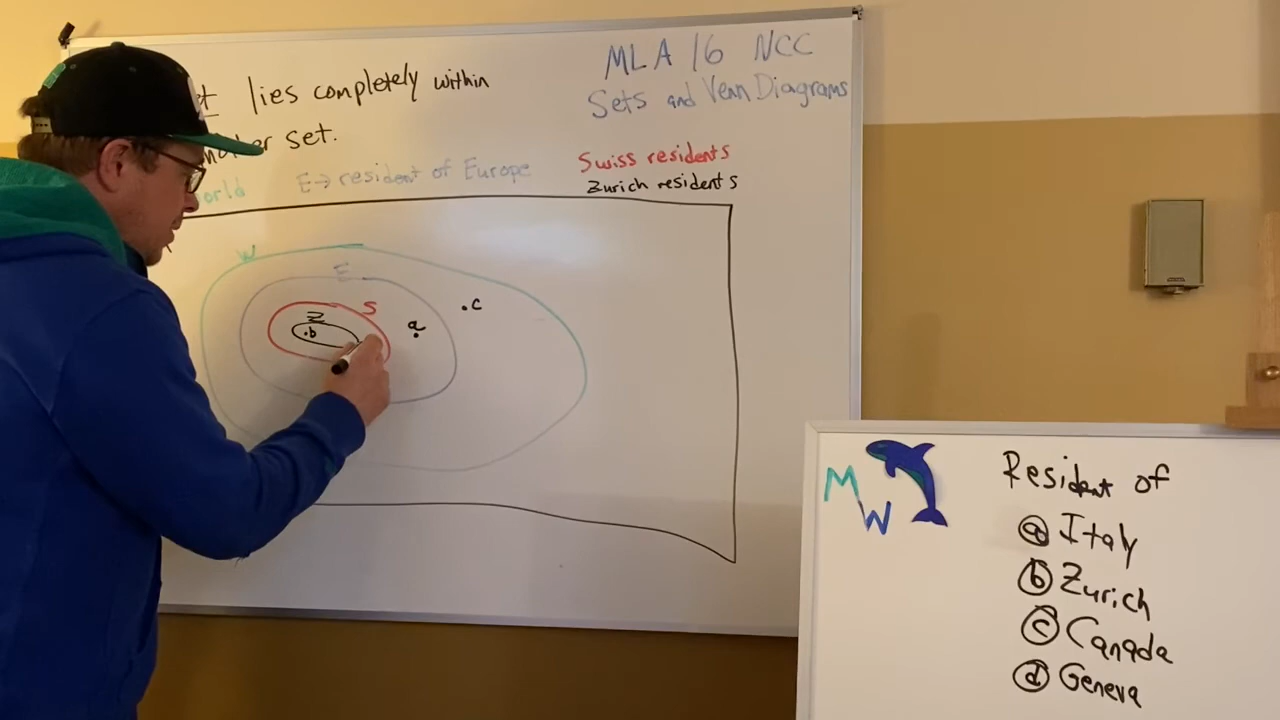 lies completely within
set.
MLA 16 NCC
Sets and Venn Diagrams
E→ resident of Europe
Swiss residents
Zurich residents
W
E
S
Z
.b
a
.c
M
W
Resident of
ⓐ Italy
ⓑ Zurich
ⓒ Canada
ⓓ Geneva